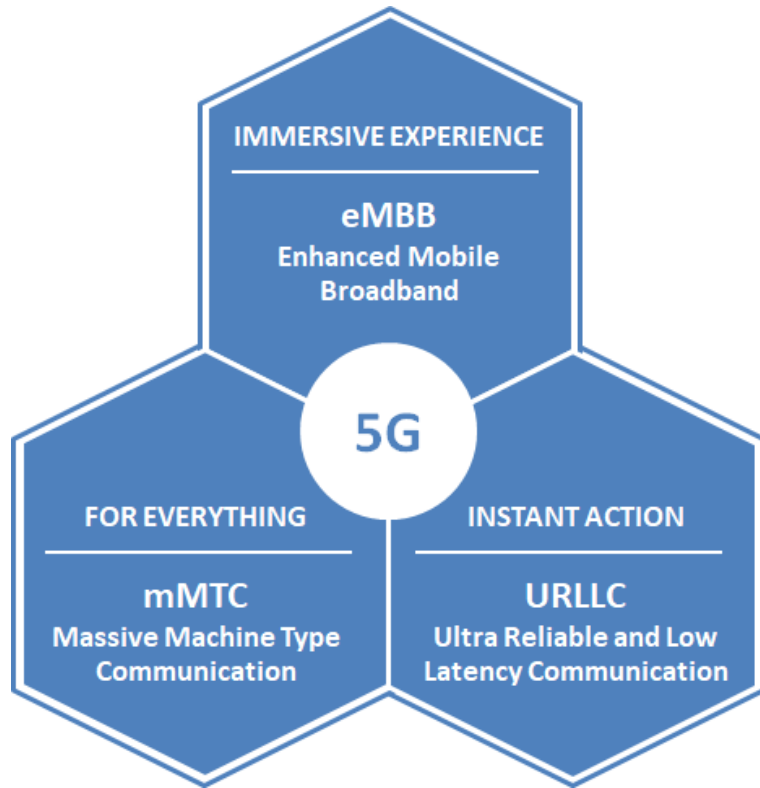 IMMERSIVE EXPERIENCE
eMBB
Enhanced Mobile
Broadband
5G
FOR EVERYTHING
mMTC
Massive Machine Type
Communication
INSTANT ACTION
URLLC
Ultra Reliable and Low
Latency Communication